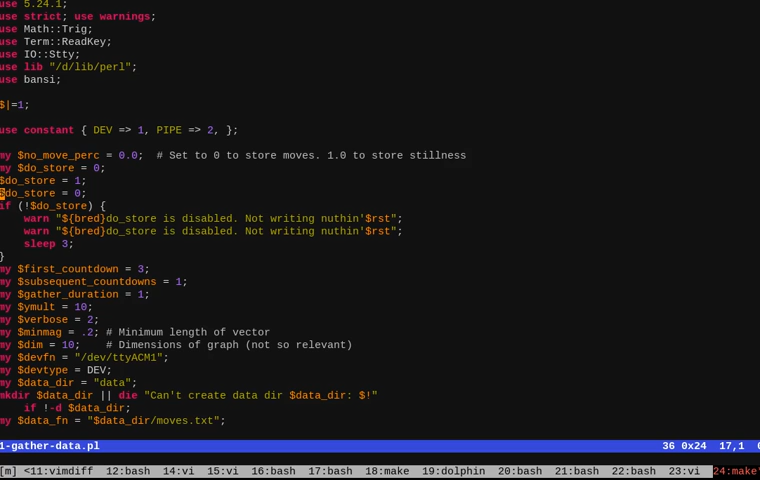 use 5.24.1;
use strict; use warnings;
use Math::Trig;
use Term::ReadKey;
use IO::Stty;
use lib "/d/lib/perl";
use bansi;
$|=1;
use constant { DEV => 1, PIPE => 2, };
my $no_move_perc = 0.0;  # Set to 0 to store moves. 1.0 to store stillness
my $do_store = 0;
$do_store = 1;
$do_store = 0;
if (!$do_store) {
    warn "${bred}do_store is disabled. Not writing nuthin'$rst";
    warn "${bred}do_store is disabled. Not writing nuthin'$rst";
    sleep 3;
}
my $first_countdown = 3;
my $subsequent_countdowns = 1;
my $gather_duration = 1;
my $ymult = 10;
my $verbose = 2;
my $minmag = .2; # Minimum length of vector
my $dim = 10;    # Dimensions of graph (not so relevant)
my $devfn = "/dev/ttyACM1";
my $devtype = DEV;
my $data_dir = "data";
mkdir $data_dir || die "Can't create data dir $data_dir: $!"
    if !-d $data_dir;
my $data_fn = "$data_dir/moves.txt";
1-gather-data.pl 36 0x24 17,1
[m] <11:vimdiff 12:bash 14:vi 15:vi 16:bash 17:bash 18:make 19:dolphin 20:bash 21:bash 22:bash 23:vi 24:make